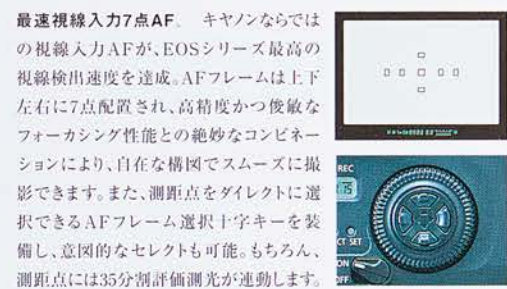 最速視線入力7点AF. キヤノンならでは
の視線入力AFが、EOSシリーズ最高の
視線検出速度を達成。AFフレームは上下
左右に7点配置され、高精度かつ俊敏な
フォーカシング性能との絶妙なコンビネー
ションにより、自在な構図でスムーズに撮
影できます。また、測距点をダイレクトに選
択できるAFフレーム選択十字キーを装
備し、意図的なセレクトも可能。もちろん、
測距点には35分割評価測光が連動します。
REC
CT SET
ON
OFF